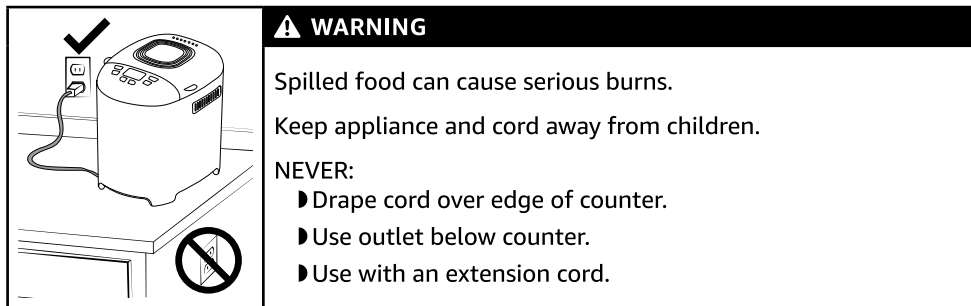 WARNING
Spilled food can cause serious burns.
Keep appliance and cord away from children.
NEVER:
◗ Drape cord over edge of counter.
◗ Use outlet below counter.
◗ Use with an extension cord.